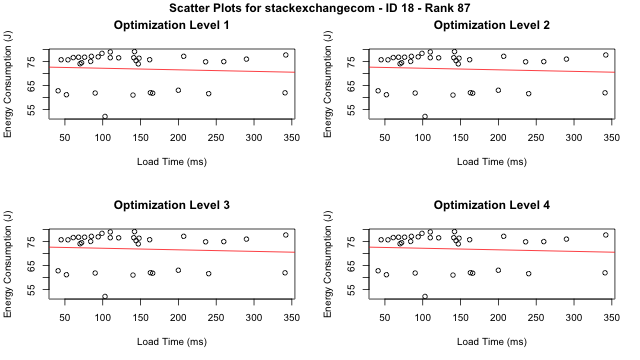 Scatter Plots for stackexchangecom - ID 18 - Rank 87
Optimization Level 1
Energy Consumption (J)
55 65 75
50 100 150 200 250 300 350
Load Time (ms)
Optimization Level 2
Energy Consumption (J)
55 65 75
50 100 150 200 250 300 350
Load Time (ms)
Optimization Level 3
Energy Consumption (J)
55 65 75
50 100 150 200 250 300 350
Load Time (ms)
Optimization Level 4
Energy Consumption (J)
55 65 75
50 100 150 200 250 300 350
Load Time (ms)